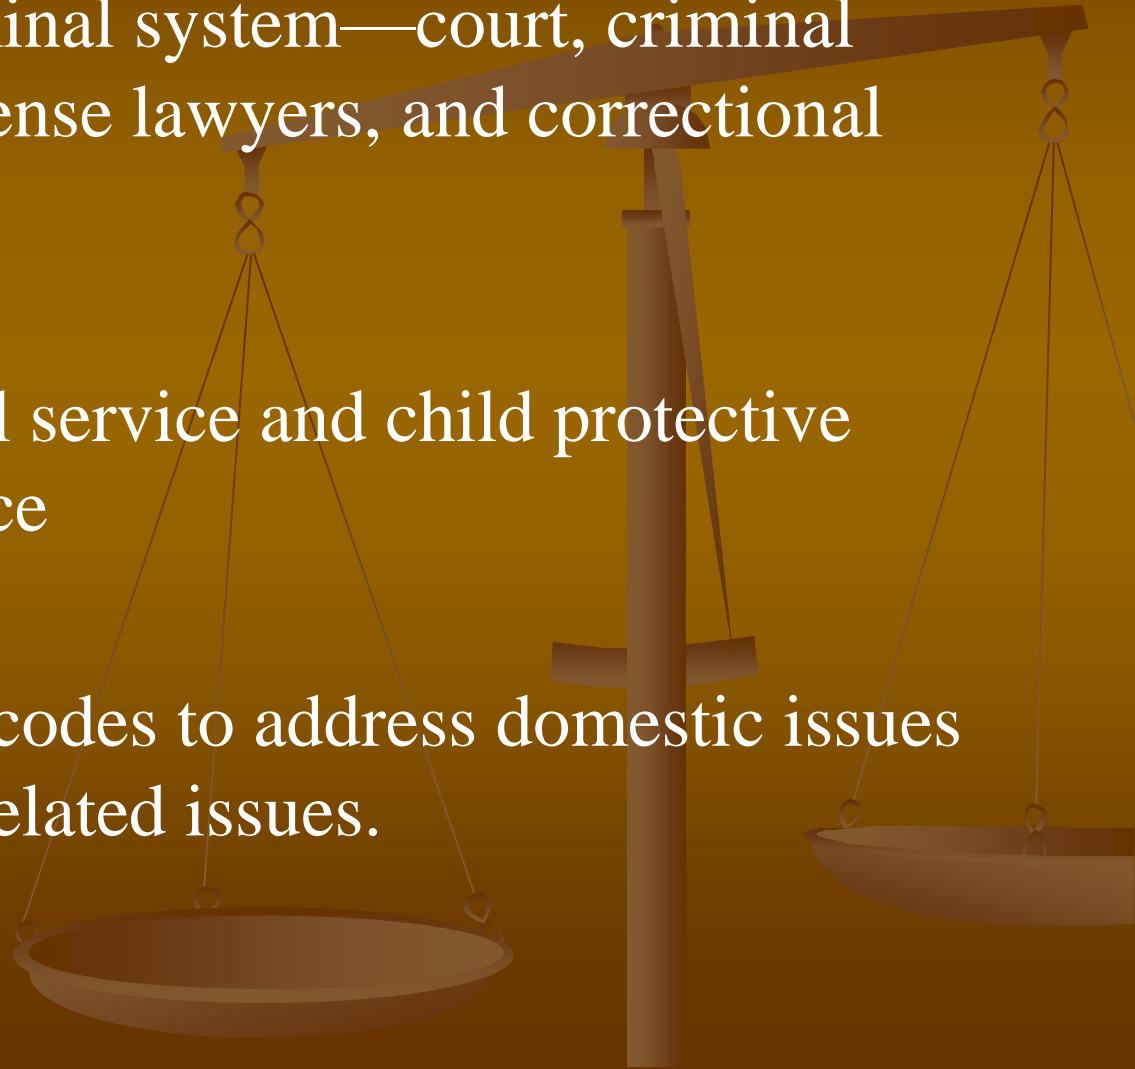 inal system—court, criminal
ense lawyers, and correctional
l service and child protective
ce
codes to address domestic issues
elated issues.